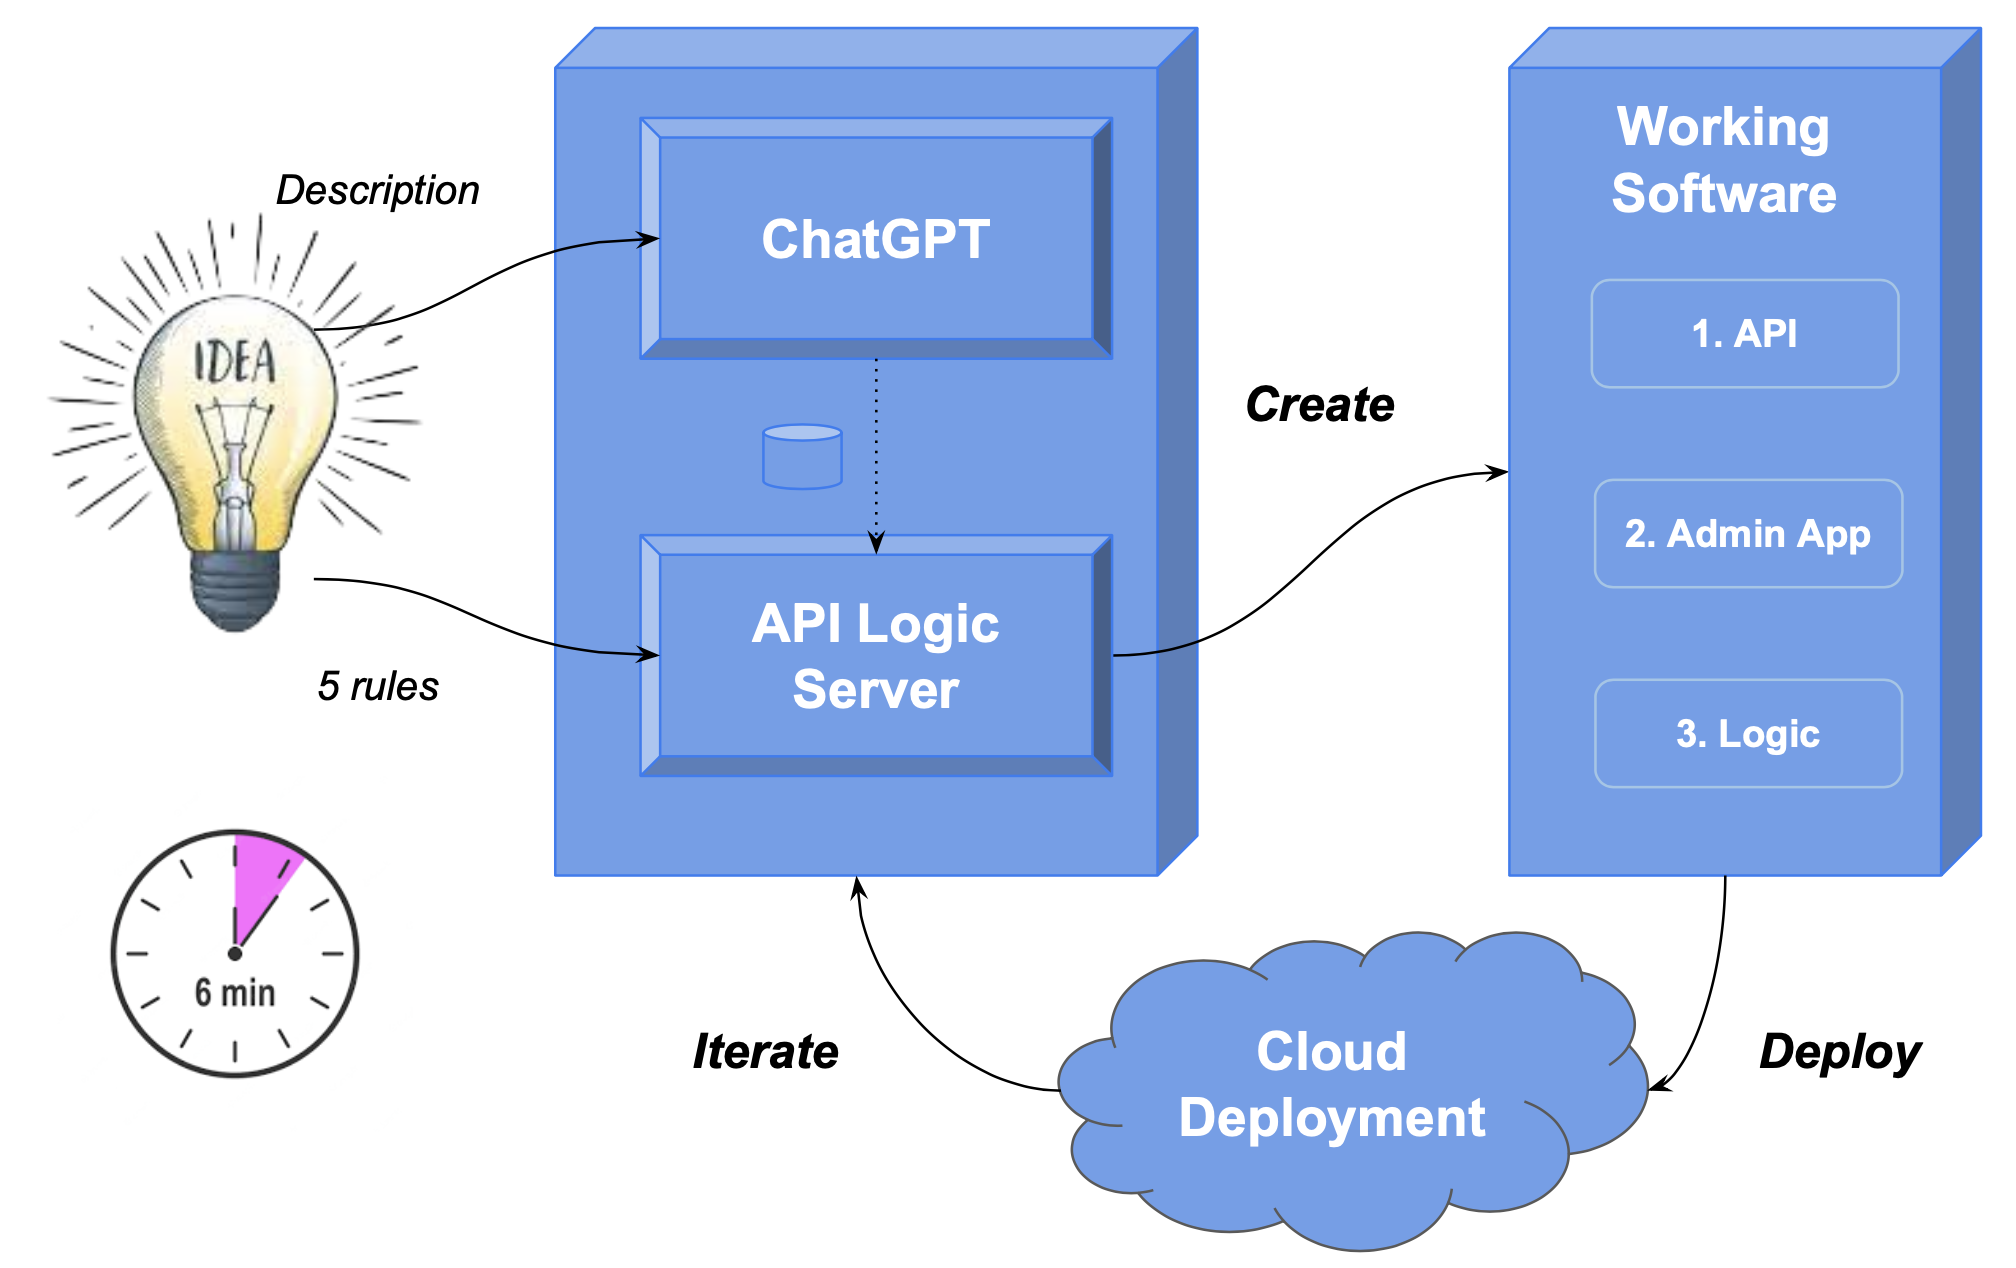 Description
IDEA
5 rules
6 min
ChatGPT
API Logic
Server
Create
Working
Software
1. API
2. Admin App
3. Logic
Iterate
Cloud
Deployment
Deploy